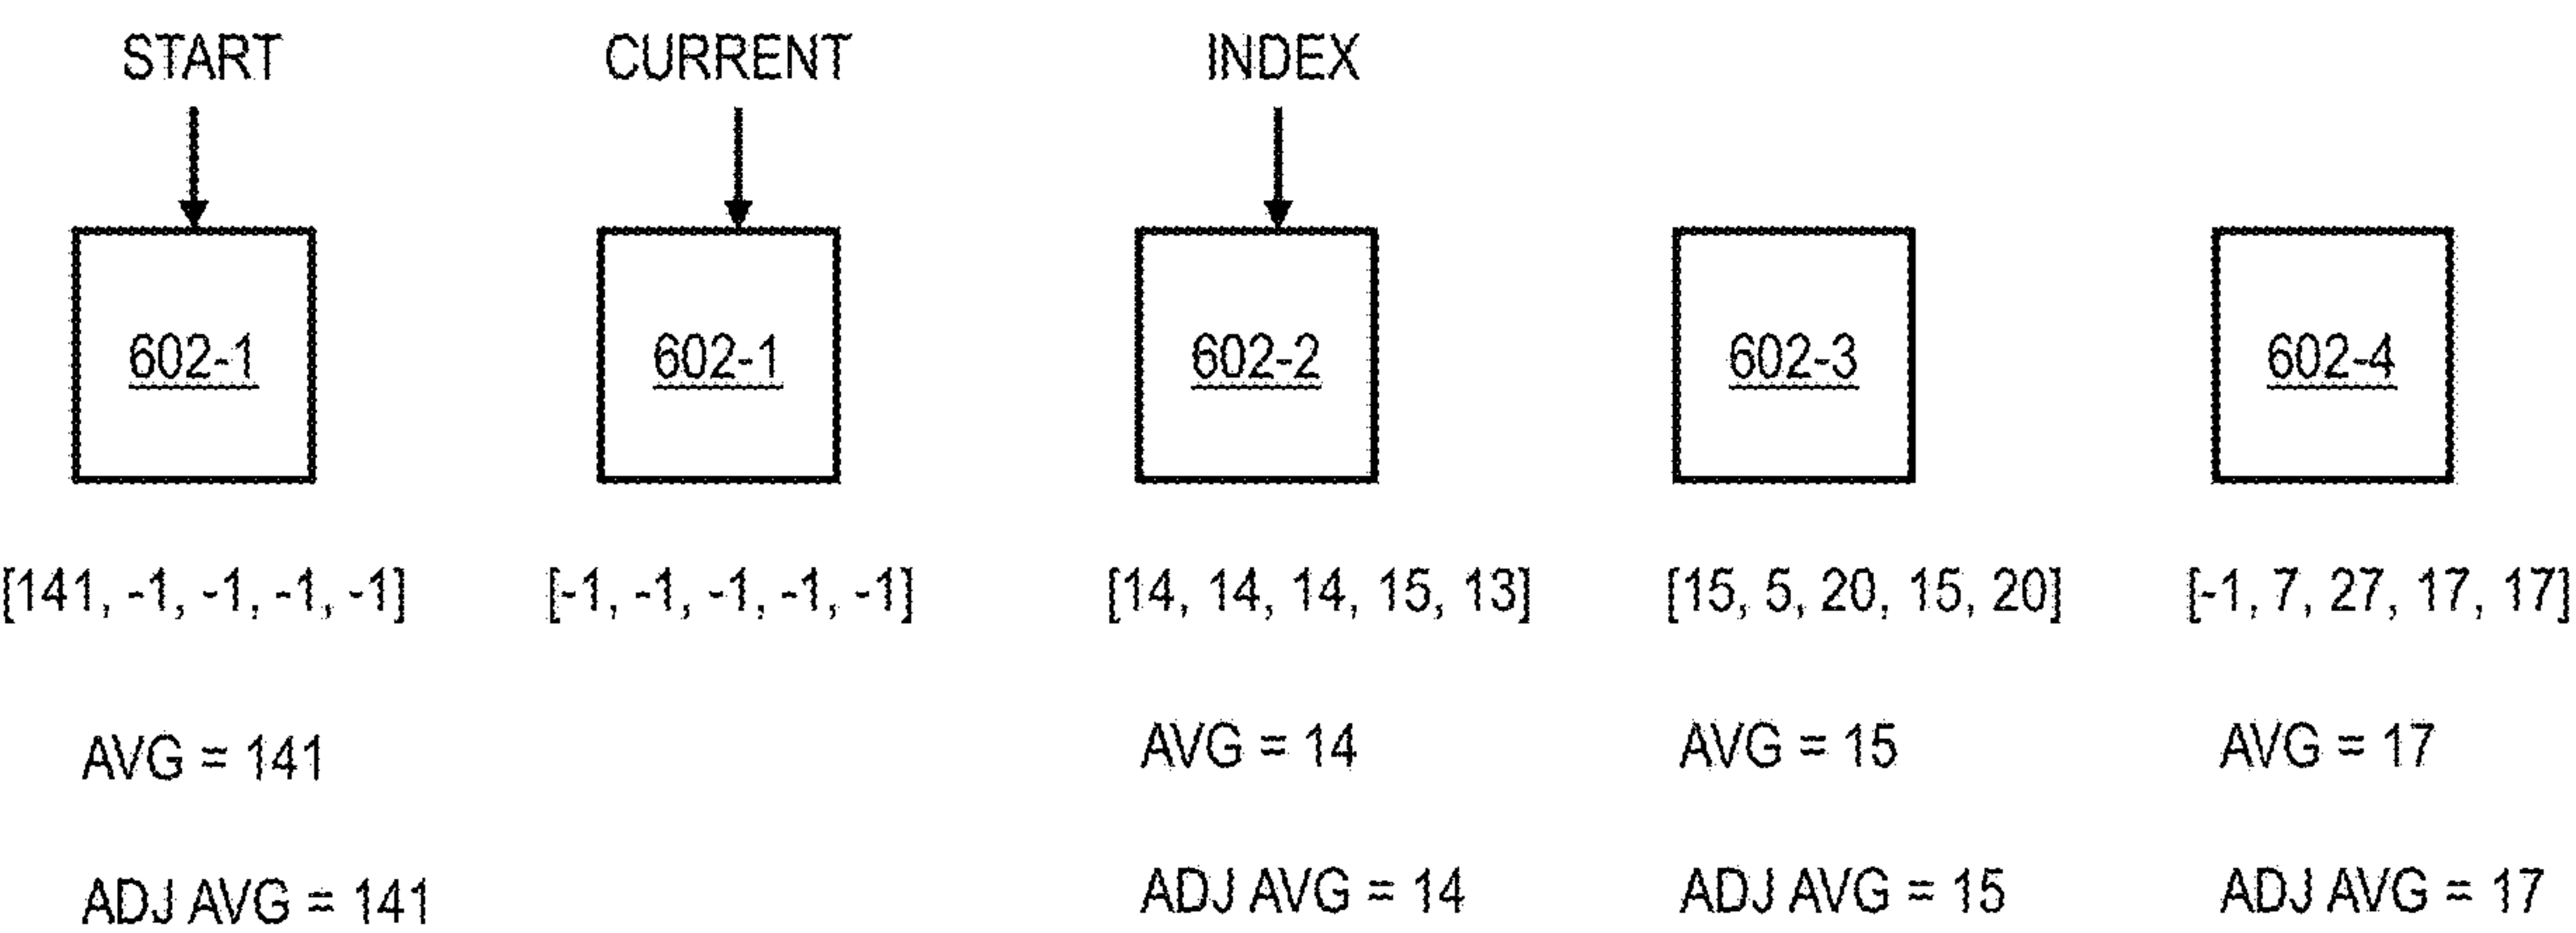 START CURRENT INDEX
602-1 602-1 602-2 602-3 602-4
[141, -1, -1, -1, -1] [-1, -1, -1, -1, -1] [14, 14, 14, 15, 13] [15, 5, 20, 15, 20] [-1, 7, 27, 17, 17]
AVG = 141 AVG = 14 AVG = 15 AVG = 17
ADJ AVG = 141 ADJ AVG = 14 ADJ AVG = 15 ADJ AVG = 17